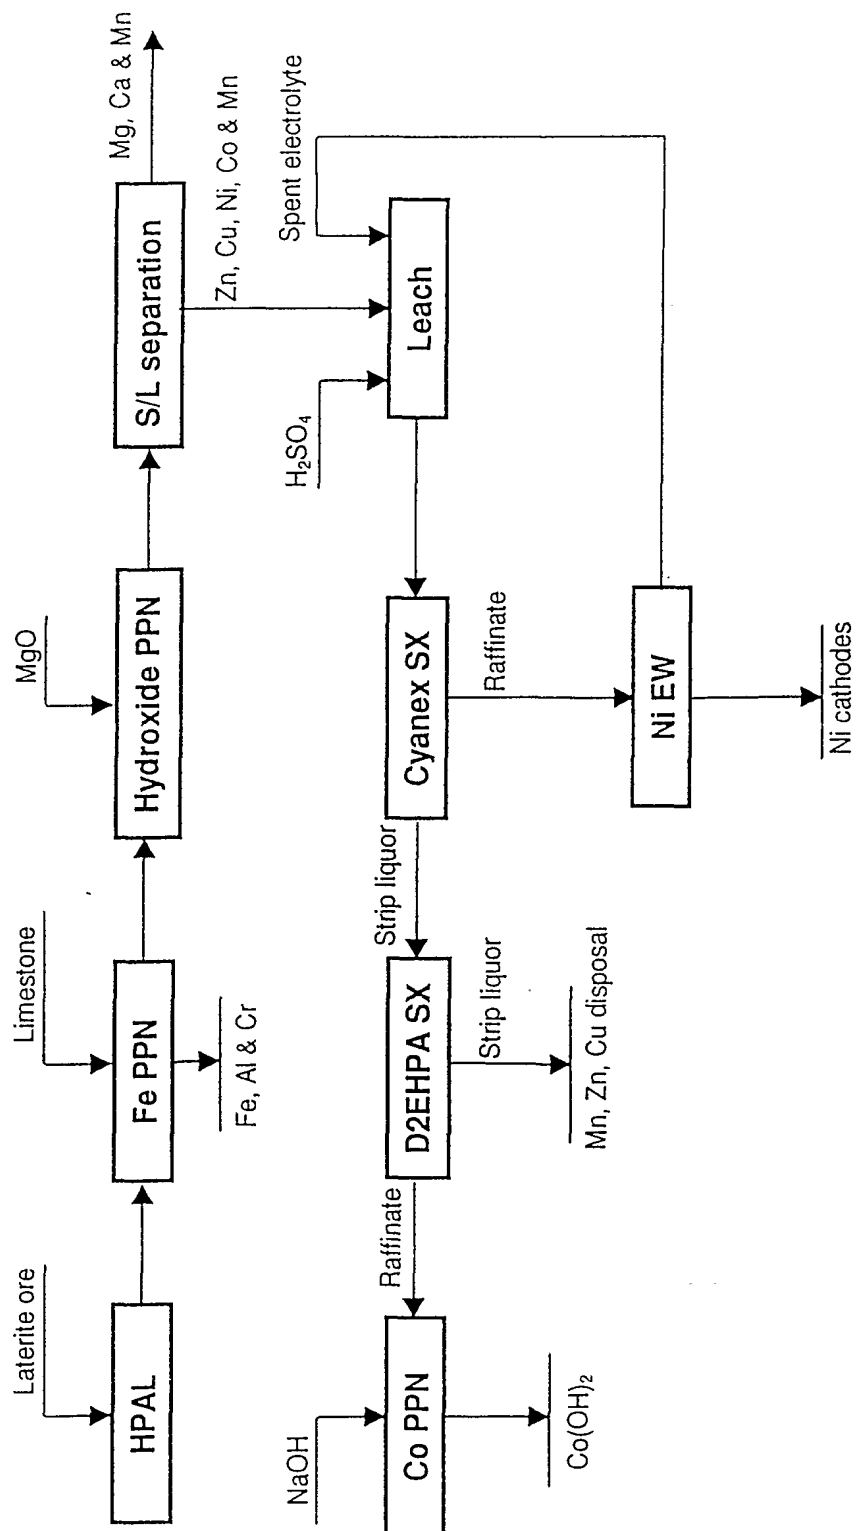 Laterite ore
HPAL
Limestone
Fe PPN
Fe, Al & Cr
MgO
Hydroxide PPN
S/L separation
Mg, Ca & Mn
Zn, Cu, Ni, Co & Mn
Spent electrolyte
H₂SO₄
Leach
Cyanex SX
Raffinate
Ni EW
Ni cathodes
Strip liquor
D2EHPA SX
Strip liquor
Mn, Zn, Cu disposal
Raffinate
NaOH
Co PPN
Co(OH)₂